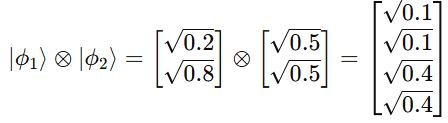 |ϕ₁⟩ ⊗ |ϕ₂⟩ = [√0.2 √0.8] ⊗ [√0.5 √0.5] = [√0.1 √0.1 √0.4 √0.4]